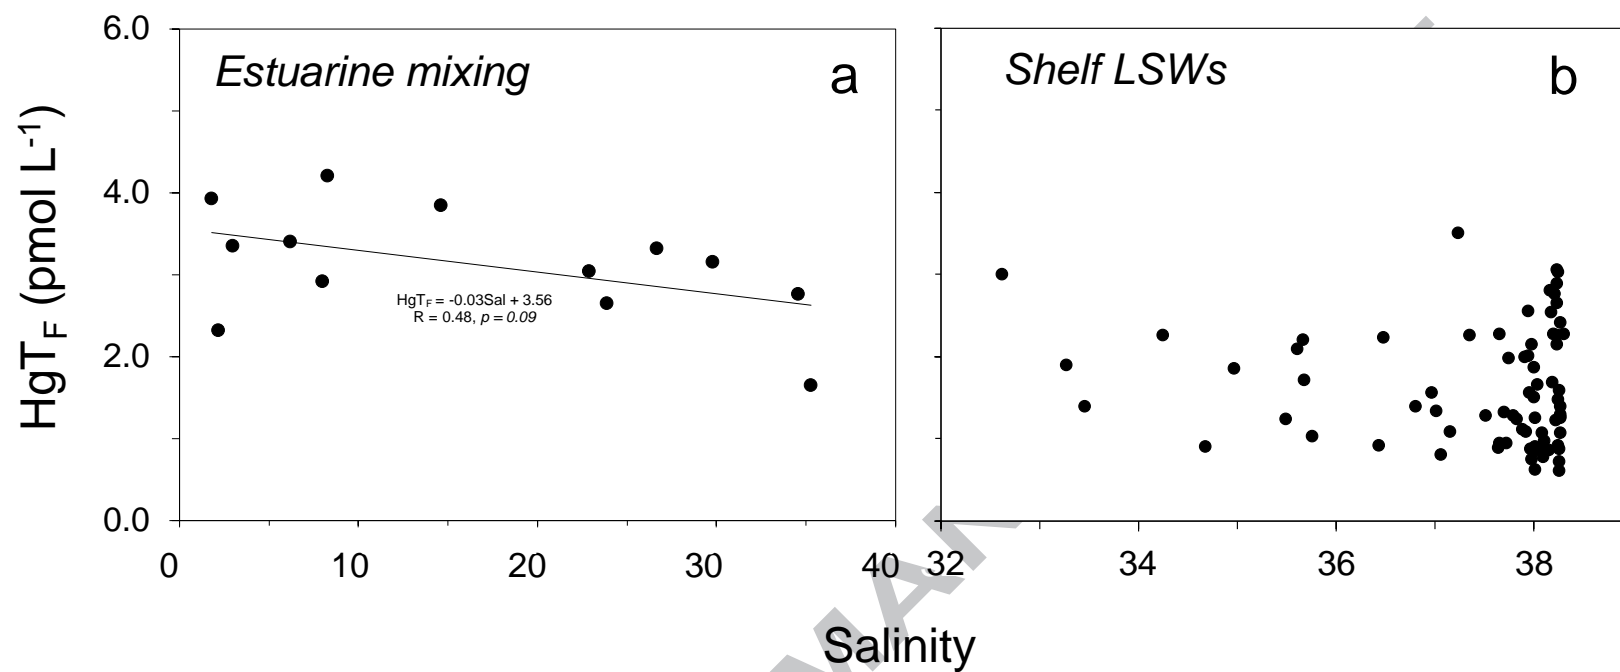 6.0
4.0
2.0
0.0
HgT_F (pmol L⁻¹)
Estuarine mixing
a
HgT_F = -0.03Sal + 3.56
R = 0.48, p = 0.09
0 10 20 30 40
Shelf LSWs
b
32 34 36 38
Salinity
MAN